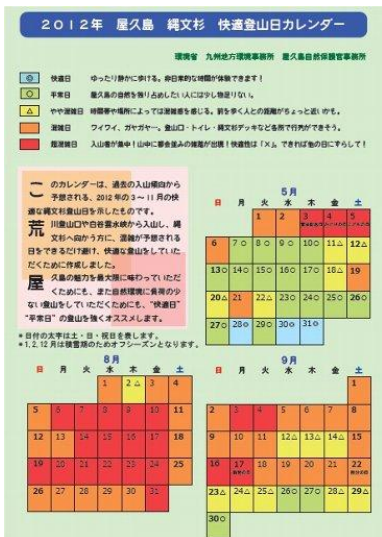 2012年 屋久島 縄文杉 快適登山日カレンダー
環境省 九州地方環境事務所 屋久島自然保護官事務所
◎ 快適日 ゆったり静かに歩ける。非日常的な時間が体験できます！
○ 平常日 屋久島の自然を独り占めしたい人には少し物足りない。
△ やや混雑日 時間帯や場所によっては混雑感を感じる。前を歩く人との距離がちょっと近いかも。
混雑日 ワイワイ、ガヤガヤ～。登山口・トイレ・縄文杉デッキなど各所で行列ができそう。
超混雑日 入山者が集中！山中に都会並みの雑踏が出現！快適性は「×」。できれば他の日にずらして！
このカレンダーは、過去の入山傾向から
予想される、2012年の3～11月の快
適な縄文杉登山日を示したものです。
荒川登山口や白谷雲水峡から入山し、縄
文杉へ向かう方に、混雑が予想される
日をできるだけ避け、快適な登山をしていた
だくために作成しました。
屋久島の魅力を最大限に味わっていただ
くためにも、また自然環境に負荷の少
ない登山をしていただくためにも、“快適日”
“平常日”の登山を強くオススメします。
＊日付の太字は土・日・祝日を表します。
＊1,2,12月は積雪期のためオフシーズンとなります。
5月
日 月 火 水 木 金 土
1 2 3 4 5
6 7○ 8○ 9○ 10○ 11△ 12△
13○ 14○ 15○ 16○ 17○ 18△ 19
20△ 21 22△ 23○ 24○ 25○ 26○
27○ 28◎ 29○ 30◎ 31◎
8月
日 月 火 水 木 金 土
1 2△ 3 4
5 6 7 8 9 10 11
12 13 14 15 16 17 18
19 20 21 22 23 24 25
26 27 28 29 30 31
9月
日 月 火 水 木 金 土
1
2 3 4 5 6 7 8
9 10 11 12△ 13△ 14△ 15
16 17 18 19 20 21 22
23△ 24△ 25△ 26○ 27○ 28△ 29△
30○